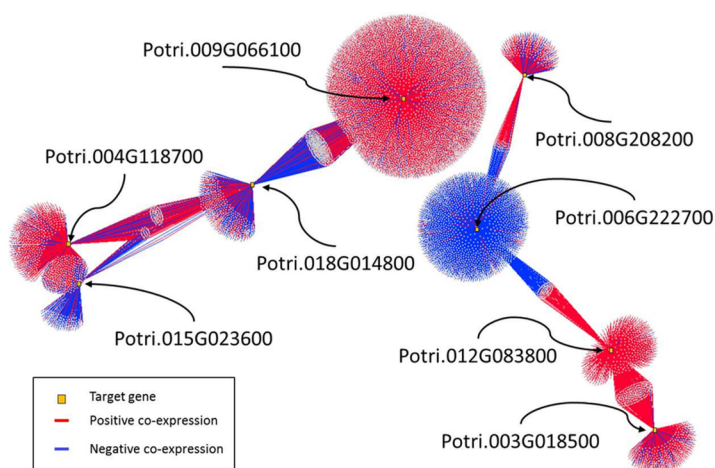 Potri.009G066100
Potri.008G208200
Potri.004G118700
Potri.006G222700
Potri.018G014800
Potri.015G023600
Potri.012G083800
Potri.003G018500
Target gene
Positive co-expression
Negative co-expression